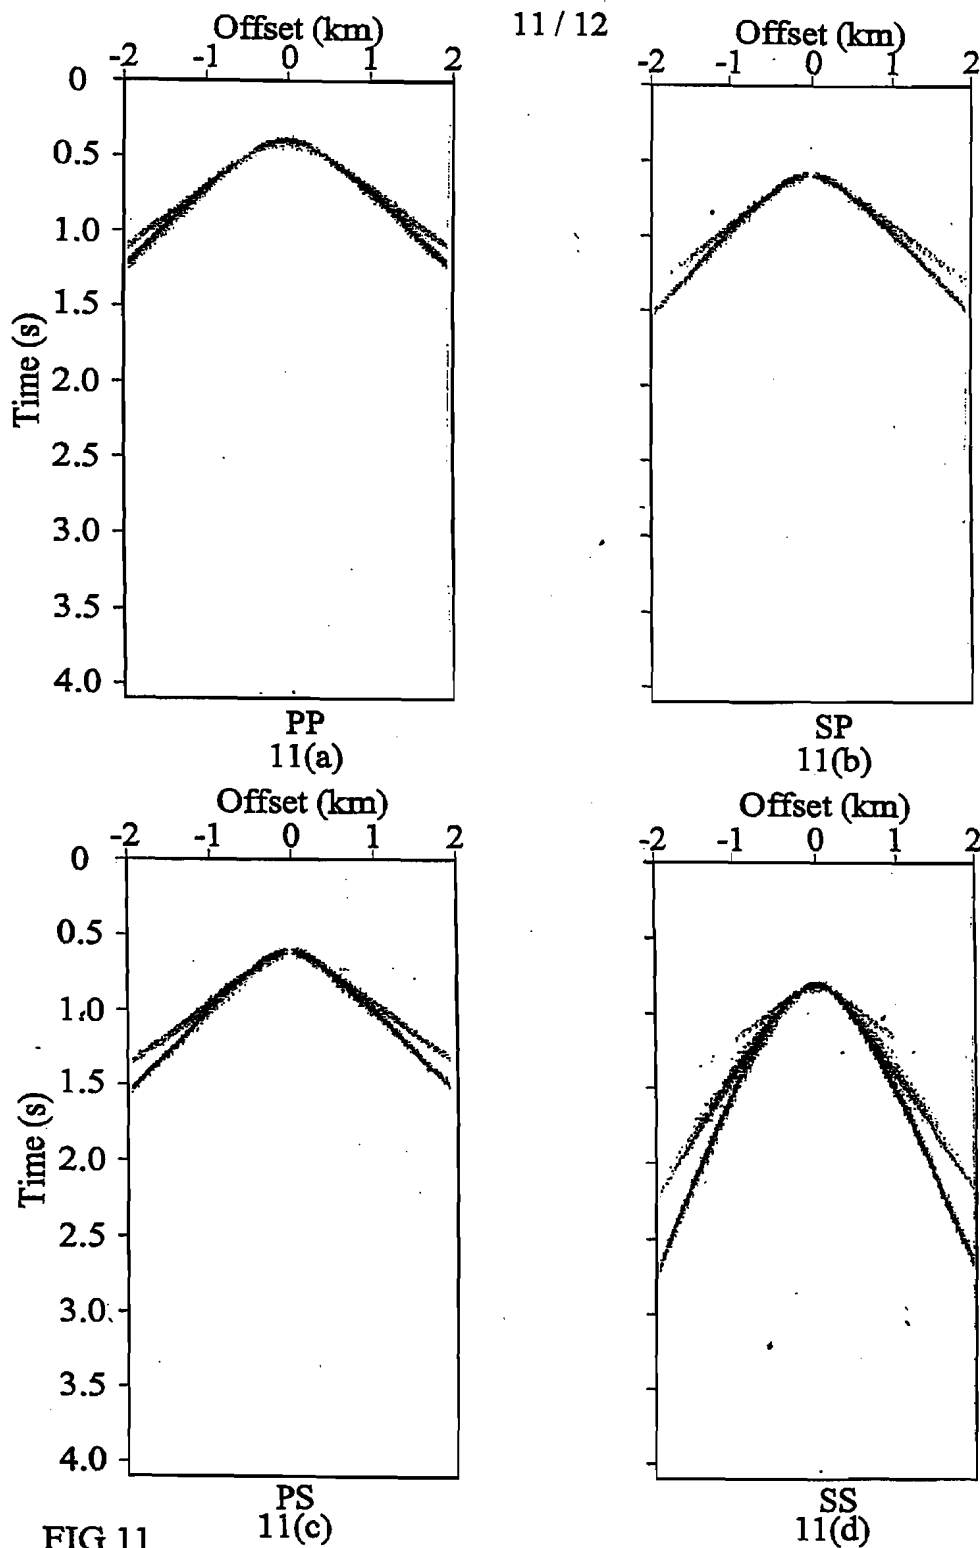 11 / 12
Offset (km)
-2 -1 0 1 2
0
0.5
1.0
1.5
2.0
2.5
3.0
3.5
4.0
Time (s)
PP
11(a)
Offset (km)
-2 -1 0 1 2
SP
11(b)
Offset (km)
-2 -1 0 1 2
0
0.5
1.0
1.5
2.0
2.5
3.0
3.5
4.0
Time (s)
PS
11(c)
Offset (km)
-2 -1 0 1 2
SS
11(d)
FIG 11